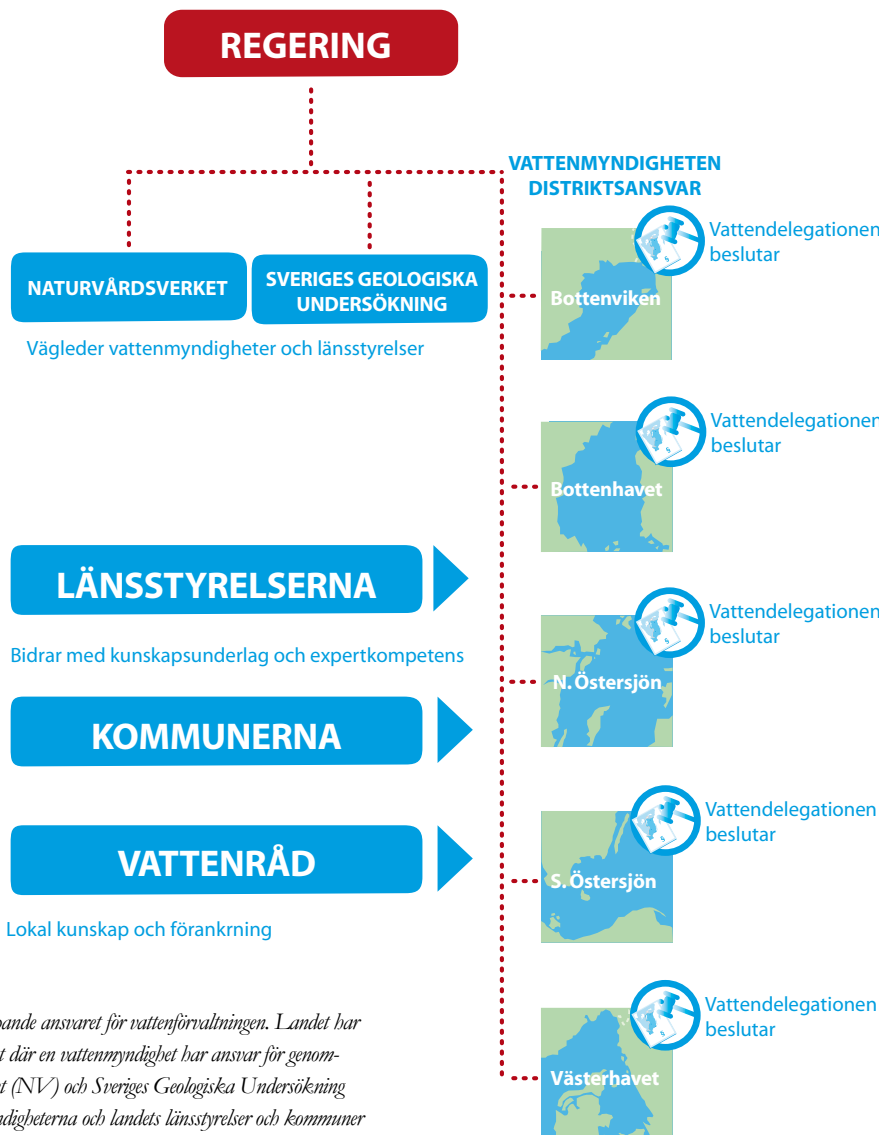 REGERING
VATTENMYNDIGHETEN
DISTRIKTSANSVAR
NATURVÅRDSVERKET
SVERIGES GEOLOGISKA
UNDERSÖKNING
Vägleder vattenmyndigheter och länsstyrelser
Vattendelegationen
beslutar
Bottenviken
Vattendelegationen
beslutar
Bottenhavet
LÄNSSTYRELSERNA
Bidrar med kunskapsunderlag och expertkompetens
Vattendelegationen
beslutar
N. Östersjön
KOMMUNERNA
VATTENRÅD
Lokal kunskap och förankrning
Vattendelegationen
beslutar
S. Östersjön
Vattendelegationen
beslutar
Västerhavet
ansvaret för vattenförvaltningen. Landet har
där en vattenmyndighet har ansvar för genom-
(NV) och Sveriges Geologiska Undersökning
och landets länsstyrelser och kommuner